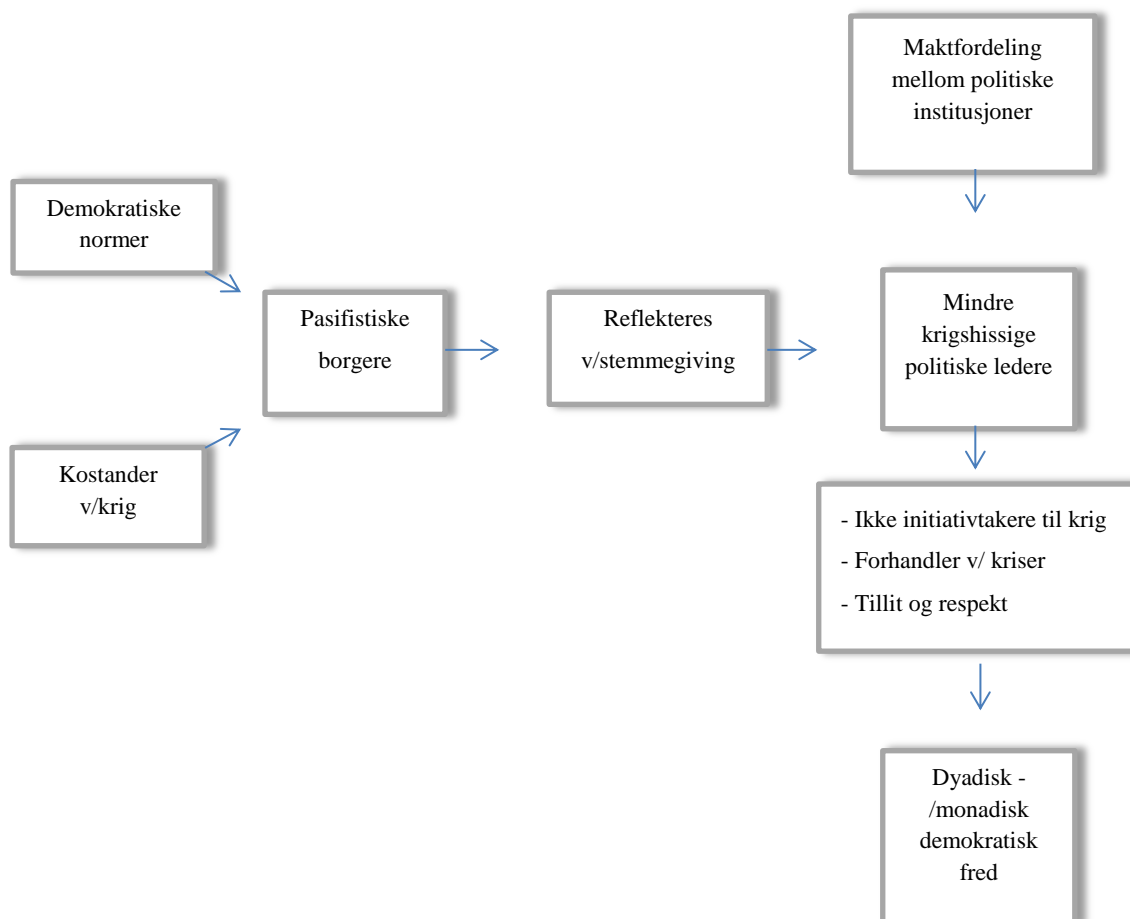 Maktfordeling
mellom politiske
institusjoner
Demokratiske
normer
Pasifistiske
borgere
Reflekteres
v/stemmegiving
Mindre
krigshissige
politiske ledere
Kostander
v/krig
- Ikke initiativtakere til krig
- Forhandler v/ kriser
- Tillit og respekt
Dyadisk -
/monadisk
demokratisk
fred